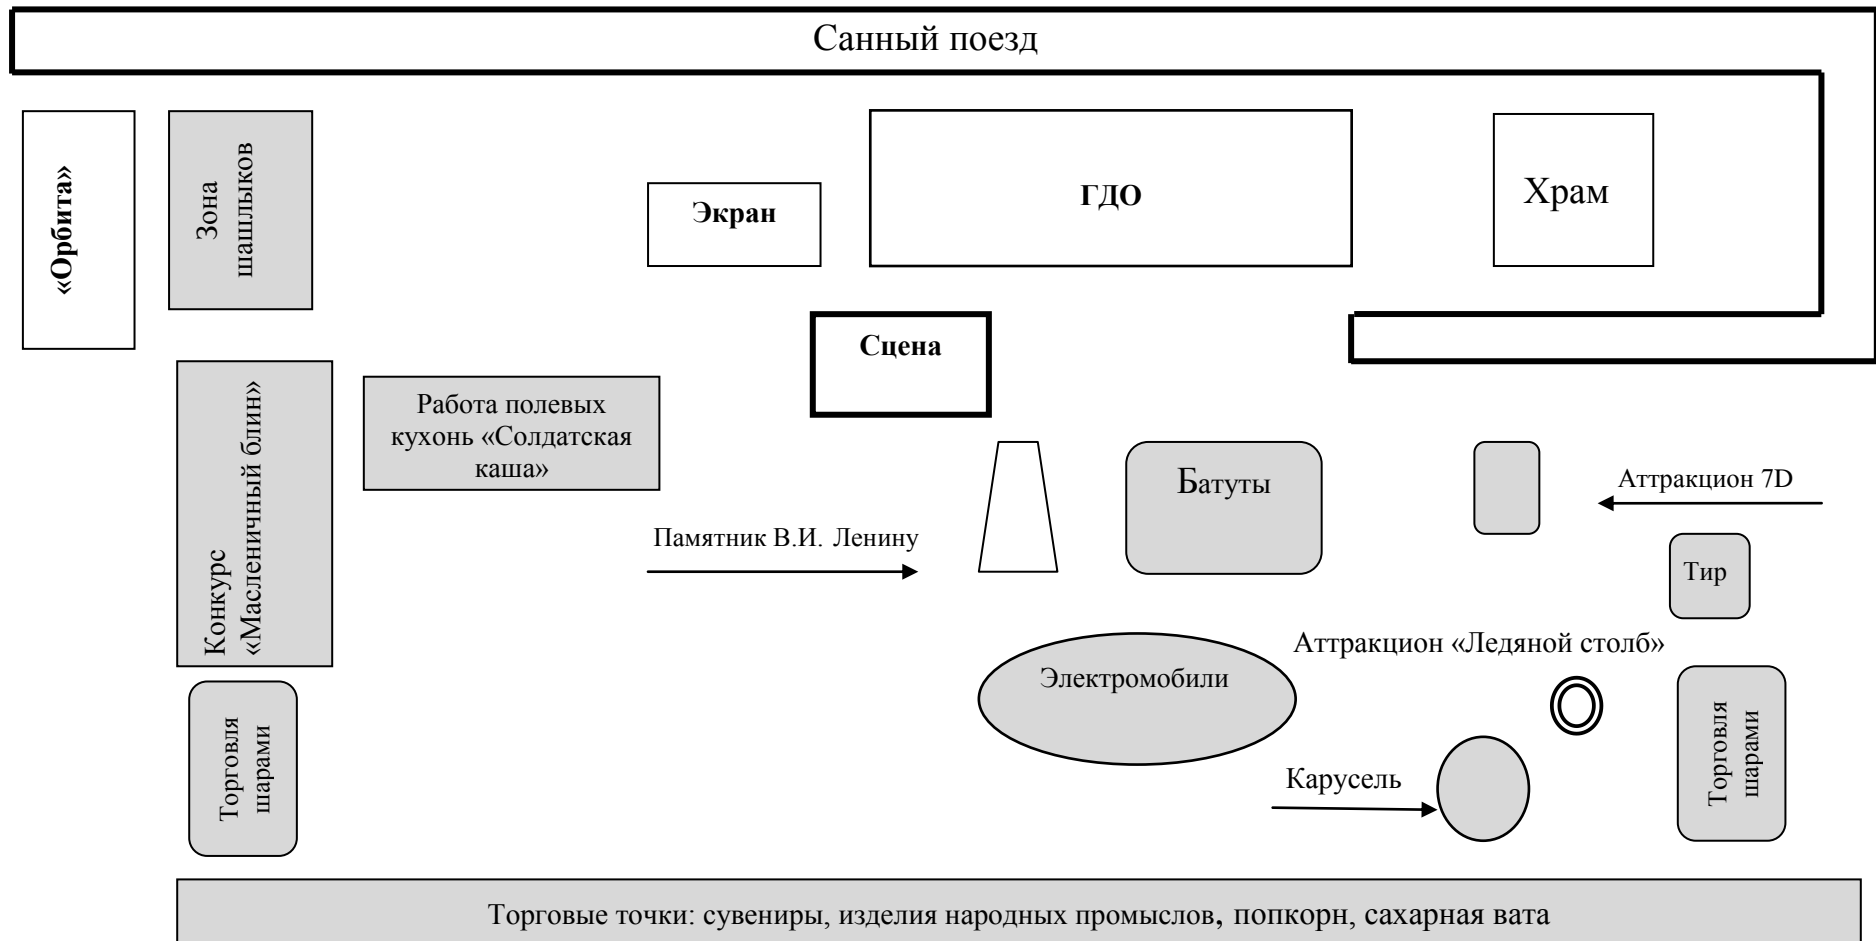 Санный поезд
«Орбита»
Зона
шашлыков
Экран
ГДО
Храм
Сцена
Конкурс
«Масленичный блин»
Работа полевых
кухонь «Солдатская
каша»
Батуты
Аттракцион 7D
Памятник В.И. Ленину
Тир
Аттракцион «Ледяной столб»
Электромобили
Торговля
шарами
Карусель
Торговля
шарами
Торговые точки: сувениры, изделия народных промыслов, попкорн, сахарная вата